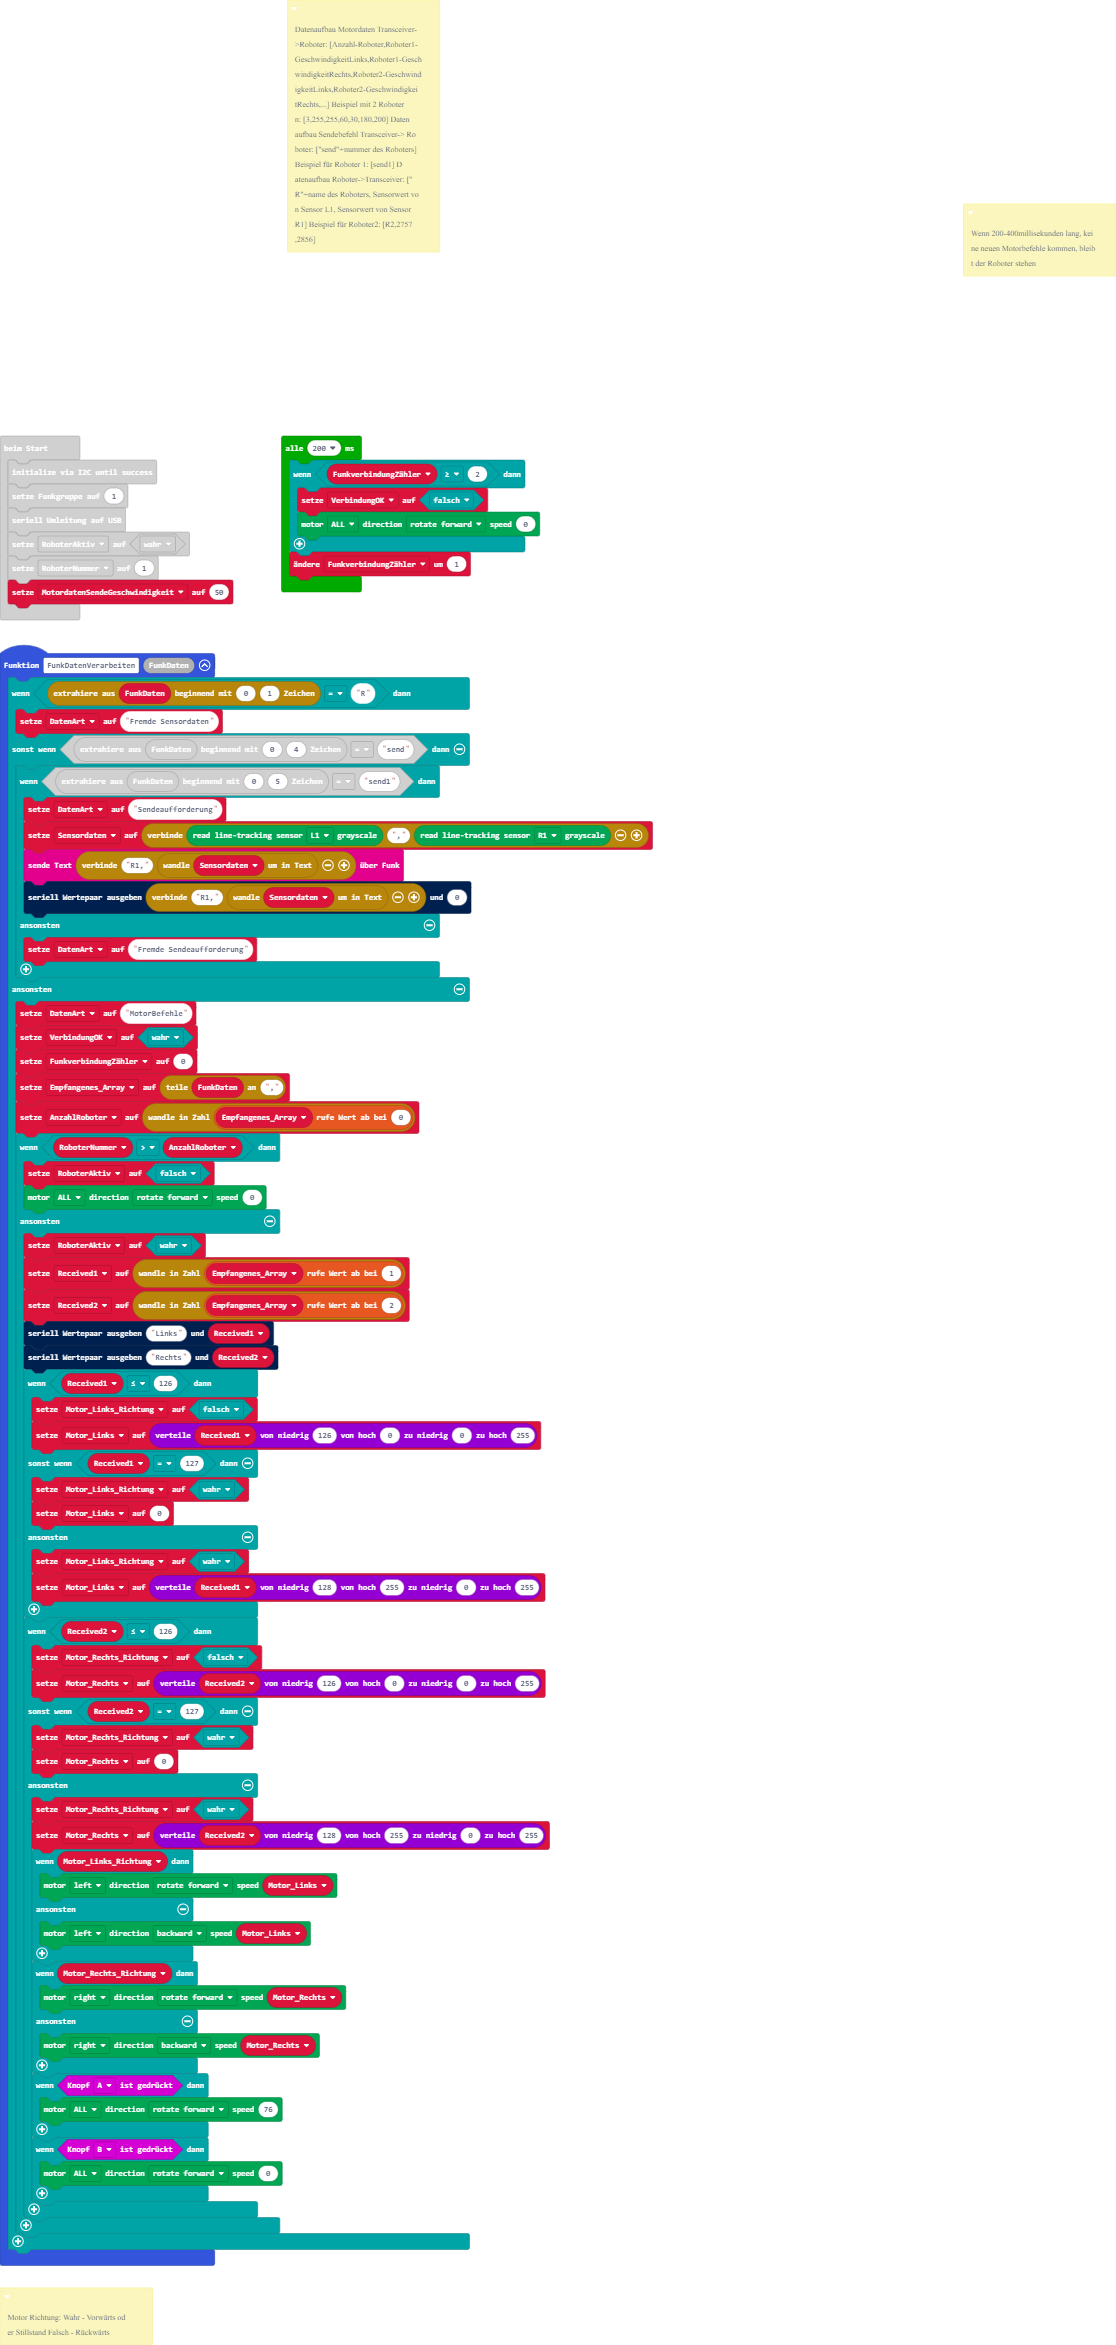 Datenaufbau Motordaten Transceiver-
>Roboter: [Anzahl-Roboter,Roboter1-
GeschwindigkeitLinks,Roboter1-Gesch
windigkeitRechts,Roboter2-Geschwind
igkeitLinks,Roboter2-Geschwindigkei
tRechts,...] Beispiel mit 2 Roboter
n: [3,255,255,60,30,180,200] Daten
aufbau Sendebefehl Transceiver-> Ro
boter: ["send"+nummer des Roboters]
Beispiel für Roboter 1: [send1] D
atenaufbau Roboter->Transceiver: ["
R"+name des Roboters, Sensorwert vo
n Sensor L1, Sensorwert von Sensor
R1] Beispiel für Roboter2: [R2,2757
,2856]
Wenn 200-400millisekunden lang, kei
ne neuen Motorbefehle kommen, bleib
t der Roboter stehen
beim Start
initialize via I2C until success
setze Funkgruppe auf 1
seriell Umleitung auf USB
setze RoboterAktiv auf wahr
setze RoboterNummer auf 1
setze MotordatenSendeGeschwindigkeit auf 50
alle 200 ms
wenn FunkverbindungZähler ≥ 2 dann
setze VerbindungOK auf falsch
motor ALL direction rotate forward speed 0
ändere FunkverbindungZähler um 1
Funktion FunkDatenVerarbeiten FunkDaten
wenn extrahiere aus FunkDaten beginnend mit 0 1 Zeichen = "R" dann
setze DatenArt auf "Fremde Sensordaten"
sonst wenn extrahiere aus FunkDaten beginnend mit 0 4 Zeichen = "send" dann
wenn extrahiere aus FunkDaten beginnend mit 0 5 Zeichen = "send1" dann
setze DatenArt auf "Sendeaufforderung"
setze Sensordaten auf verbinde read line-tracking sensor L1 grayscale "," read line-tracking sensor R1 grayscale
sende Text verbinde "R1," wandle Sensordaten um in Text über Funk
seriell Wertepaar ausgeben verbinde "R1," wandle Sensordaten um in Text und 0
ansonsten
setze DatenArt auf "Fremde Sendeaufforderung"
ansonsten
setze DatenArt auf "MotorBefehle"
setze VerbindungOK auf wahr
setze FunkverbindungZähler auf 0
setze Empfangenes_Array auf teile FunkDaten an ","
setze AnzahlRoboter auf wandle in Zahl Empfangenes_Array rufe Wert ab bei 0
wenn RoboterNummer > AnzahlRoboter dann
setze RoboterAktiv auf falsch
motor ALL direction rotate forward speed 0
ansonsten
setze RoboterAktiv auf wahr
setze Received1 auf wandle in Zahl Empfangenes_Array rufe Wert ab bei 1
setze Received2 auf wandle in Zahl Empfangenes_Array rufe Wert ab bei 2
seriell Wertepaar ausgeben "Links" und Received1
seriell Wertepaar ausgeben "Rechts" und Received2
wenn Received1 ≤ 126 dann
setze Motor_Links_Richtung auf falsch
setze Motor_Links auf verteile Received1 von niedrig 126 von hoch 0 zu niedrig 0 zu hoch 255
sonst wenn Received1 = 127 dann
setze Motor_Links_Richtung auf wahr
setze Motor_Links auf 0
ansonsten
setze Motor_Links_Richtung auf wahr
setze Motor_Links auf verteile Received1 von niedrig 128 von hoch 255 zu niedrig 0 zu hoch 255
wenn Received2 ≤ 126 dann
setze Motor_Rechts_Richtung auf falsch
setze Motor_Rechts auf verteile Received2 von niedrig 126 von hoch 0 zu niedrig 0 zu hoch 255
sonst wenn Received2 = 127 dann
setze Motor_Rechts_Richtung auf wahr
setze Motor_Rechts auf 0
ansonsten
setze Motor_Rechts_Richtung auf wahr
setze Motor_Rechts auf verteile Received2 von niedrig 128 von hoch 255 zu niedrig 0 zu hoch 255
wenn Motor_Links_Richtung dann
motor left direction rotate forward speed Motor_Links
ansonsten
motor left direction backward speed Motor_Links
wenn Motor_Rechts_Richtung dann
motor right direction rotate forward speed Motor_Rechts
ansonsten
motor right direction backward speed Motor_Rechts
wenn Knopf A ist gedrückt dann
motor ALL direction rotate forward speed 76
wenn Knopf B ist gedrückt dann
motor ALL direction rotate forward speed 0
Motor Richtung: Wahr - Vorwärts od
er Stillstand Falsch - Rückwärts